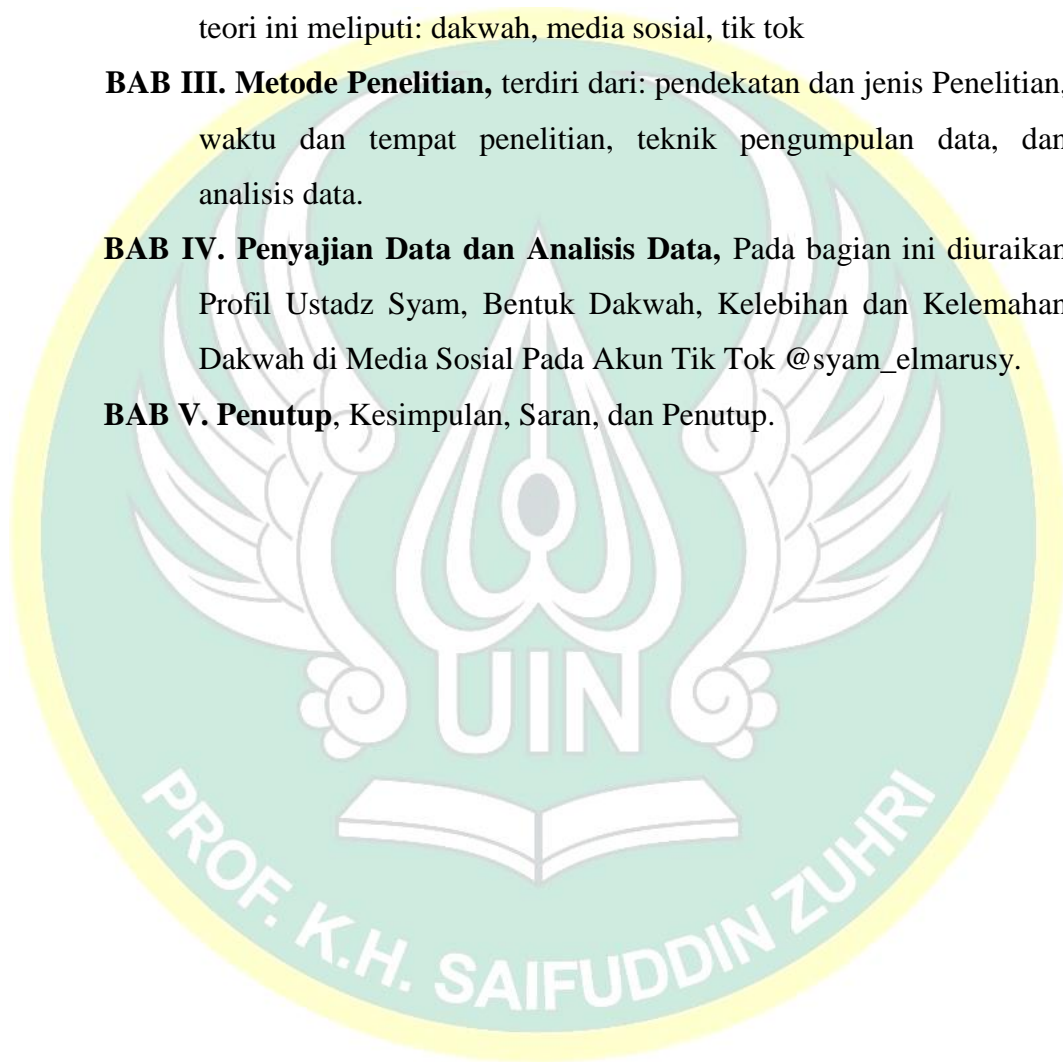 teori ini meliputi: dakwah, media sosial, tik tok
BAB III. Metode Penelitian, terdiri dari: pendekatan dan jenis Penelitian,
waktu dan tempat penelitian, teknik pengumpulan data, dan
analisis data.
BAB IV. Penyajian Data dan Analisis Data, Pada bagian ini diuraikan
Profil Ustadz Syam, Bentuk Dakwah, Kelebihan dan Kelemahan
Dakwah di Media Sosial Pada Akun Tik Tok @syam_elmarusy.
BAB V. Penutup, Kesimpulan, Saran, dan Penutup.
UIN
PROF. K.H. SAIFUDDIN ZUHRI